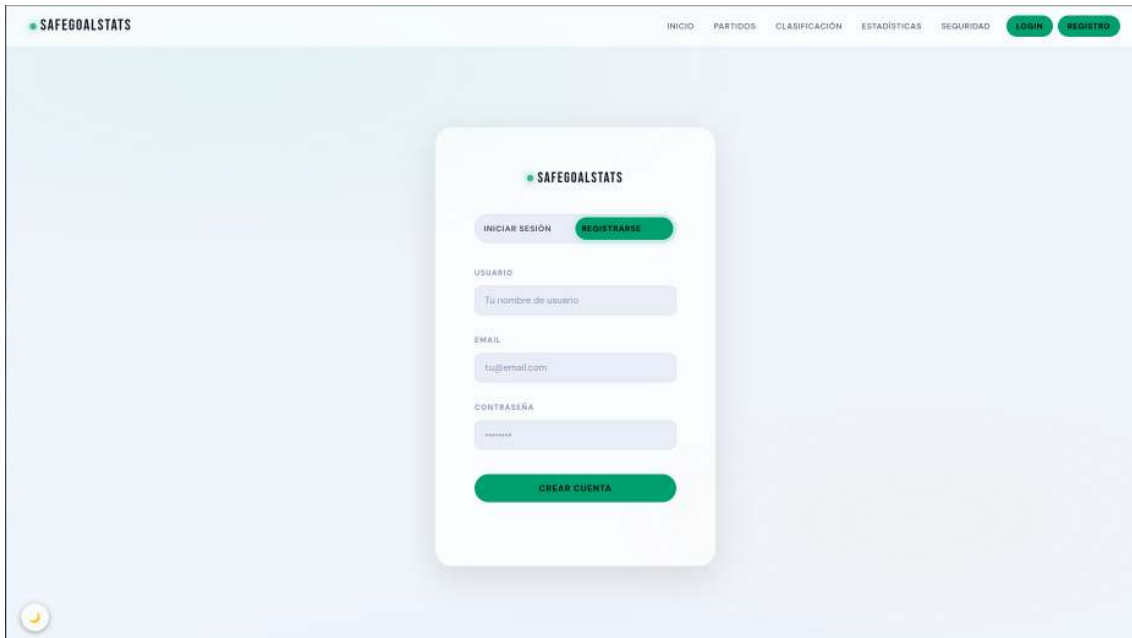 SAFEGOALSTATS
INICIO PARTIDOS CLASIFICACIÓN ESTADÍSTICAS SEGURIDAD LOGIN REGISTRO
SAFEGOALSTATS
INICIAR SESIÓN REGISTRARSE
USUARIO
Tu nombre de usuario
EMAIL
tu@email.com
CONTRASEÑA
••••••••
CREAR CUENTA